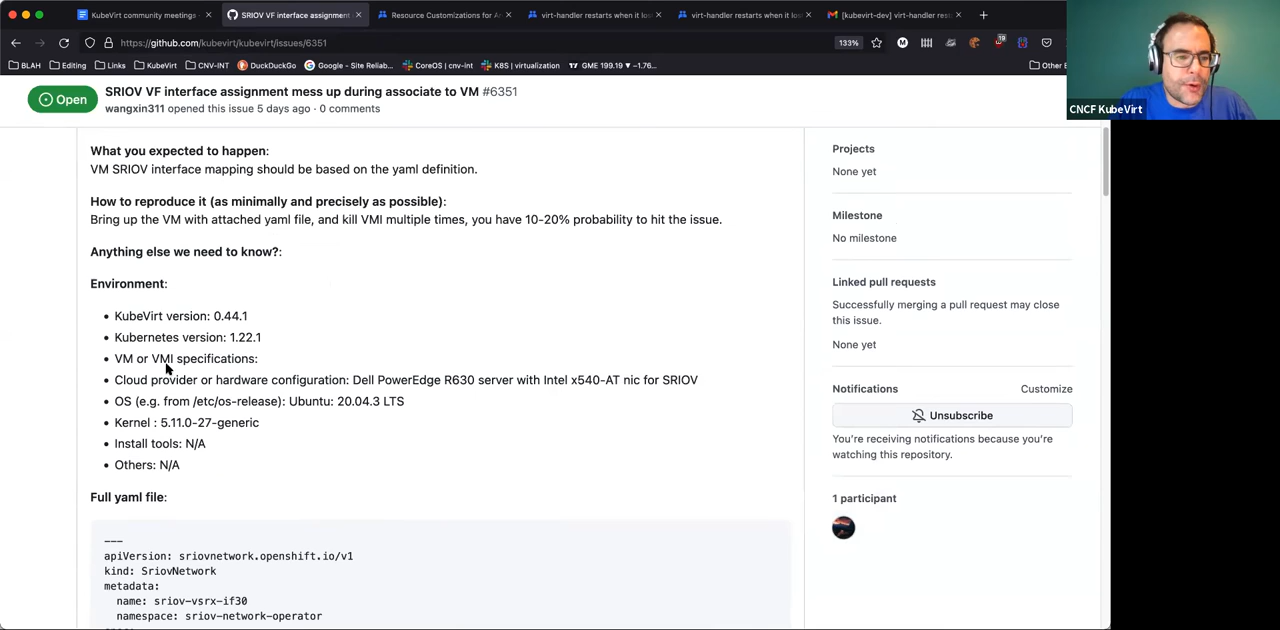 KubeVirt community meetings -
SRIOV VF interface assignment
Resource Customizations for Ar
virt-handler restarts when it los
virt-handler restarts when it los
[kubevirt-dev] virt-handler res
https://github.com/kubevirt/kubevirt/issues/6351
133%
19
BLAH
Editing
Links
KubeVirt
CNV-INT
DuckDuckGo
Google - Site Reliab...
CoreOS | cnv-int
K8S | virtualization
GME 199.19 ▼ −1.76...
Other
CNCF KubeVirt
Open
SRIOV VF interface assignment mess up during associate to VM #6351
wangxin311 opened this issue 5 days ago · 0 comments
What you expected to happen:
VM SRIOV interface mapping should be based on the yaml definition.
How to reproduce it (as minimally and precisely as possible):
Bring up the VM with attached yaml file, and kill VMI multiple times, you have 10-20% probability to hit the issue.
Anything else we need to know?:
Environment:
• KubeVirt version: 0.44.1
• Kubernetes version: 1.22.1
• VM or VMI specifications:
• Cloud provider or hardware configuration: Dell PowerEdge R630 server with Intel x540-AT nic for SRIOV
• OS (e.g. from /etc/os-release): Ubuntu: 20.04.3 LTS
• Kernel : 5.11.0-27-generic
• Install tools: N/A
• Others: N/A
Full yaml file:
---
apiVersion: sriovnetwork.openshift.io/v1
kind: SriovNetwork
metadata:
name: sriov-vsrx-if30
namespace: sriov-network-operator
Projects
None yet
Milestone
No milestone
Linked pull requests
Successfully merging a pull request may close
this issue.
None yet
Notifications
Customize
Unsubscribe
You're receiving notifications because you're
watching this repository.
1 participant